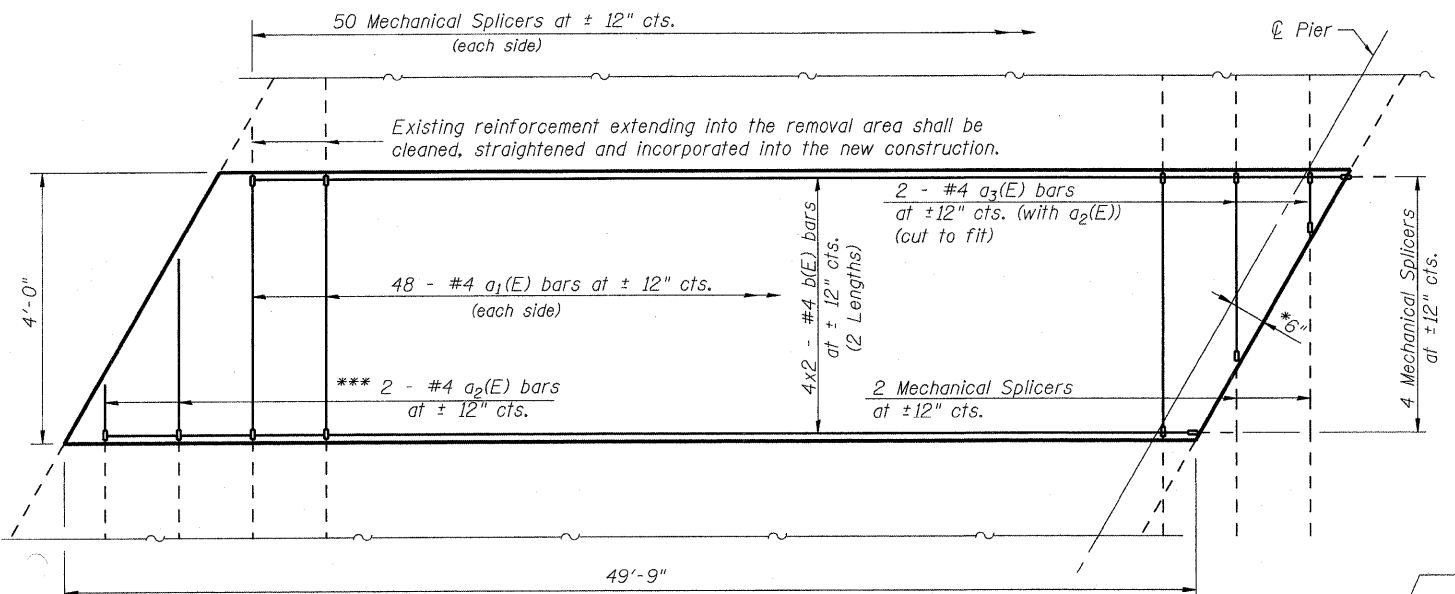 50 Mechanical Splicers at ± 12" cts.
(each side)
℄ Pier
Existing reinforcement extending into the removal area shall be
cleaned, straightened and incorporated into the new construction.
2 - #4 a3(E) bars
at ±12" cts. (with a2(E))
(cut to fit)
4'-0"
48 - #4 a1(E) bars at ± 12" cts.
(each side)
4x2 - #4 b(E) bars
at ± 12" cts.
(2 Lengths)
*6"
4 Mechanical Splicers
at ±12" cts.
*** 2 - #4 a2(E) bars
at ± 12" cts.
2 Mechanical Splicers
at ±12" cts.
49'-9"